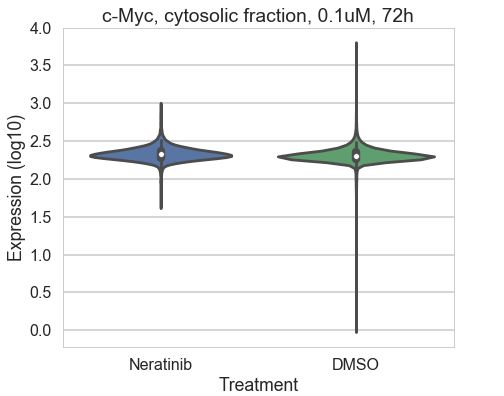 c-Myc, cytosolic fraction, 0.1uM, 72h
Expression (log10)
4.0
3.5
3.0
2.5
2.0
1.5
1.0
0.5
0.0
Neratinib DMSO
Treatment